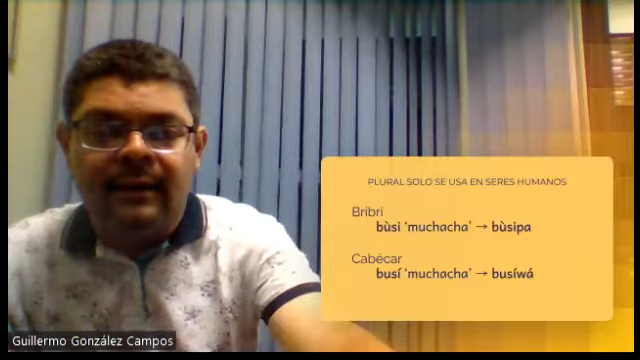 PLURAL SOLO SE USA EN SERES HUMANOS
Bribri
bùsi ‘muchacha’ → bùsipa
Cabécar
busí ‘muchacha’ → busíwá
Guillermo González Campos